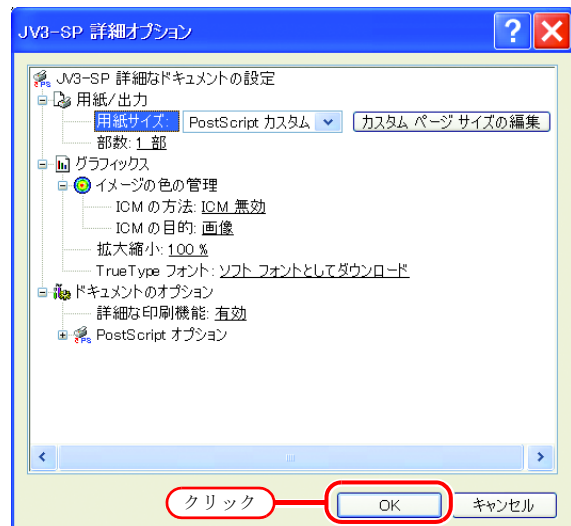 JV3-SP 詳細オプション
JV3-SP 詳細なドキュメントの設定
用紙/出力
用紙サイズ: PostScript カスタム カスタム ページ サイズの編集
部数: 1 部
グラフィックス
イメージの色の管理
ICM の方法: ICM 無効
ICM の目的: 画像
拡大縮小: 100 %
TrueType フォント: ソフト フォントとしてダウンロード
ドキュメントのオプション
詳細な印刷機能: 有効
PostScript オプション
クリック OK キャンセル